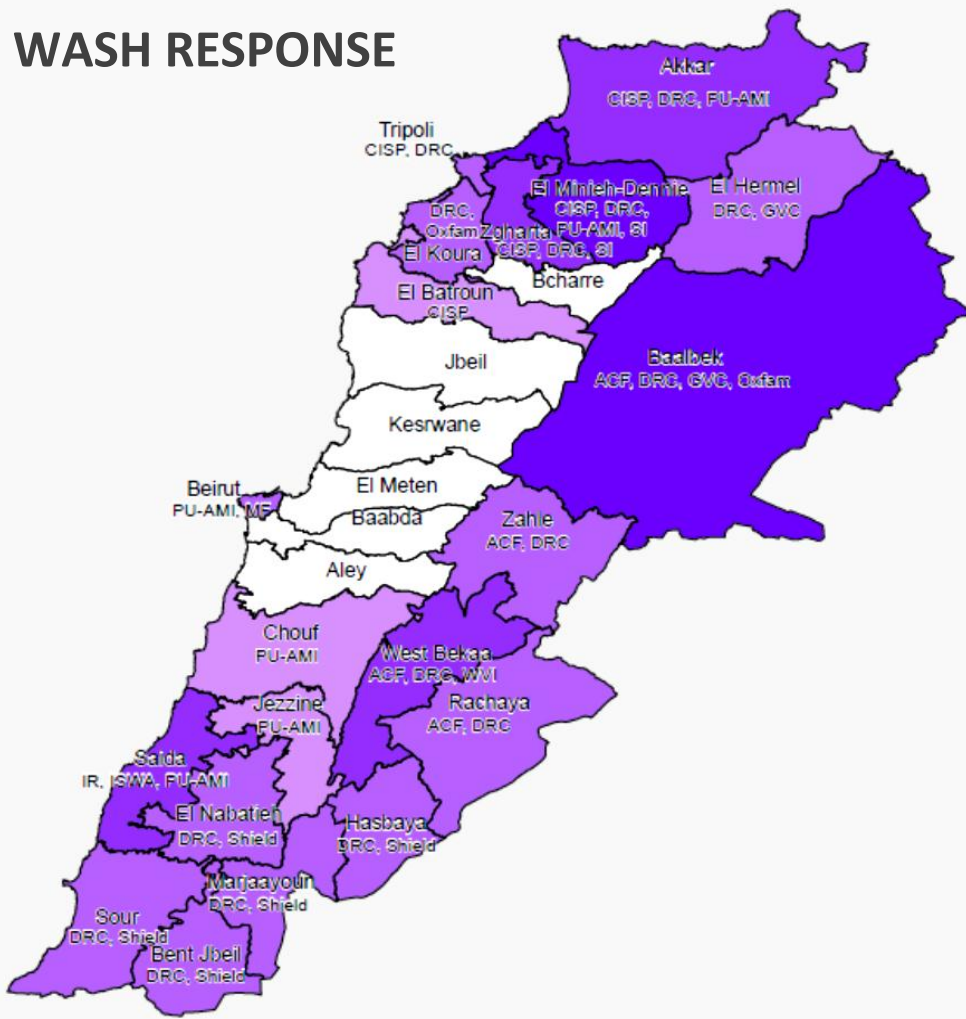 WASH RESPONSE
Akkar
CISP, DRC, PU-AMI
Tripoli
CISP, DRC
El Minieh-Dennie
CISP, DRC,
PU-AMI, SI
El Hermel
DRC, GVC
DRC,
Oxfam
El Koura
Zgharta
CISP, DRC, SI
Bcharre
El Batroun
CISP
Jbeil
Baalbek
ACF, DRC, GVC, Oxfam
Kesrwane
El Meten
Beirut
PU-AMI, MF
Baabda
Zahle
ACF, DRC
Aley
Chouf
PU-AMI
West Bekaa
ACF, DRC, WVI
Rachaya
ACF, DRC
Jezzine
PU-AMI
Saida
IR, ISWA, PU-AMI
El Nabatieh
DRC, Shield
Hasbaya
DRC, Shield
Marjaayoun
DRC, Shield
Sour
DRC, Shield
Bent Jbeil
DRC, Shield